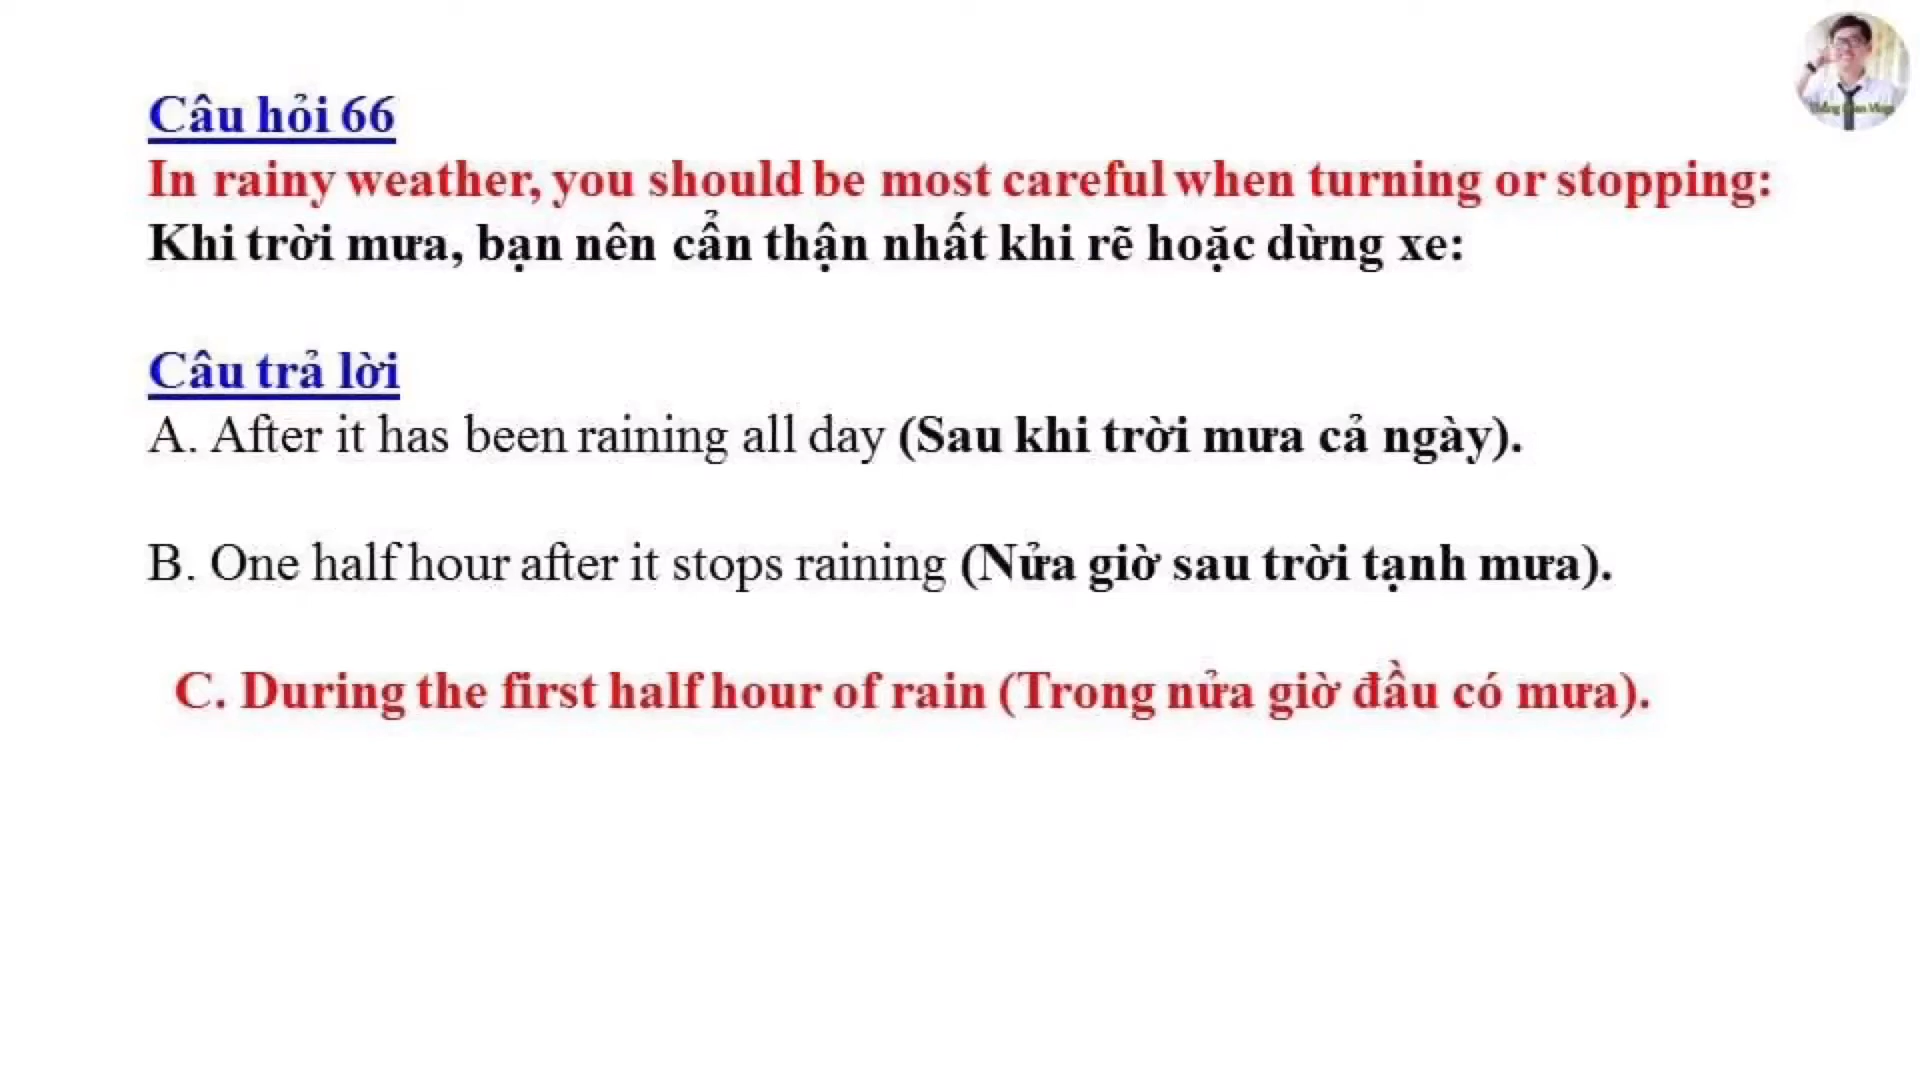 Câu hỏi 66
In rainy weather, you should be most careful when turning or stopping:
Khi trời mưa, bạn nên cẩn thận nhất khi rẽ hoặc dừng xe:
Câu trả lời
A. After it has been raining all day (Sau khi trời mưa cả ngày).
B. One half hour after it stops raining (Nửa giờ sau trời tạnh mưa).
C. During the first half hour of rain (Trong nửa giờ đầu có mưa).